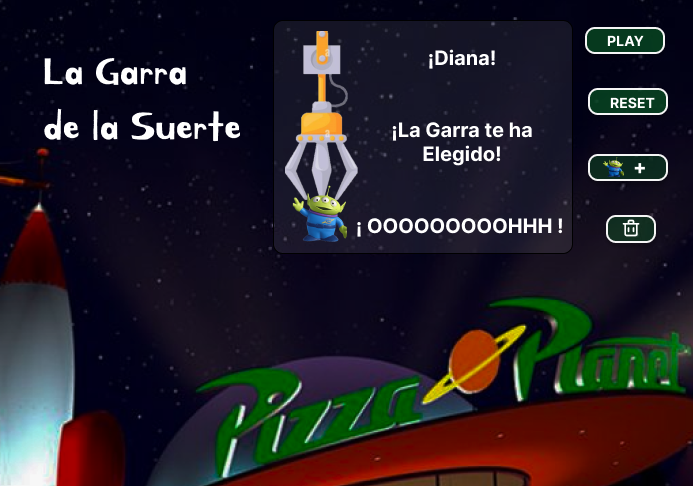 La Garra
de la Suerte
¡Diana!
¡La Garra te ha
Elegido!
¡ OOOOOOOOOHHH !
PLAY
RESET
+
Pizza Planet